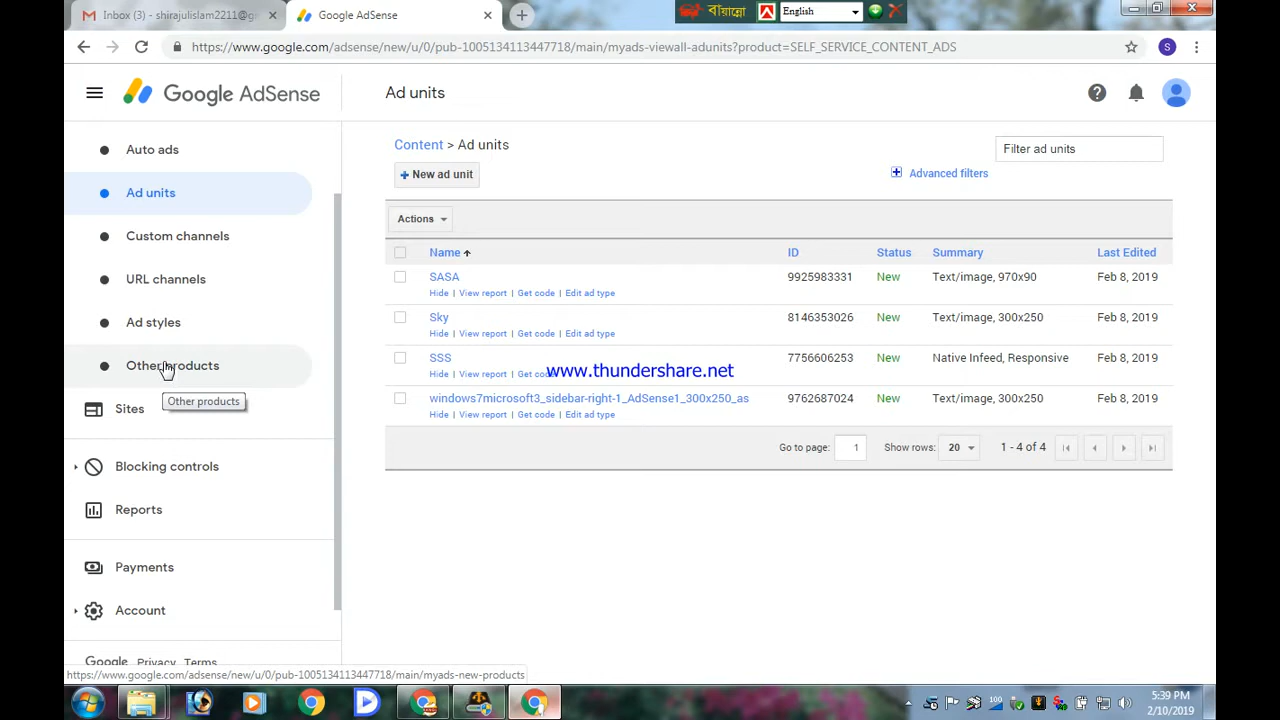 Inbox (4) - shirajulislam2211@g
Google AdSense
বাঁয়ান্নো
English
https://www.google.com/adsense/new/u/0/pub-1005134113447718/main/myads-viewall-adunits?product=SELF_SERVICE_CONTENT_ADS
S
Google AdSense
Ad units
Auto ads
Ad units
Custom channels
URL channels
Ad styles
Other products
Other products
Sites
Blocking controls
Reports
Payments
Account
Google Privacy Terms
Content > Ad units
Filter ad units
+ New ad unit
Advanced filters
Actions
Name ID Status Summary Last Edited
SASA 9925983331 New Text/image, 970x90 Feb 8, 2019
Hide | View report | Get code | Edit ad type
Sky 8146353026 New Text/image, 300x250 Feb 8, 2019
Hide | View report | Get code | Edit ad type
SSS 7756606253 New Native Infeed, Responsive Feb 8, 2019
www.thundershare.net
Hide | View report | Get
windows7microsoft3_sidebar-right-1_AdSense1_300x250_as 9762687024 New Text/image, 300x250 Feb 8, 2019
Hide | View report | Get code | Edit ad type
Go to page: 1 Show rows: 20 1 - 4 of 4
https://www.google.com/adsense/new/u/0/pub-1005134113447718/main/myads-new-products
100
5:39 PM
2/10/2019